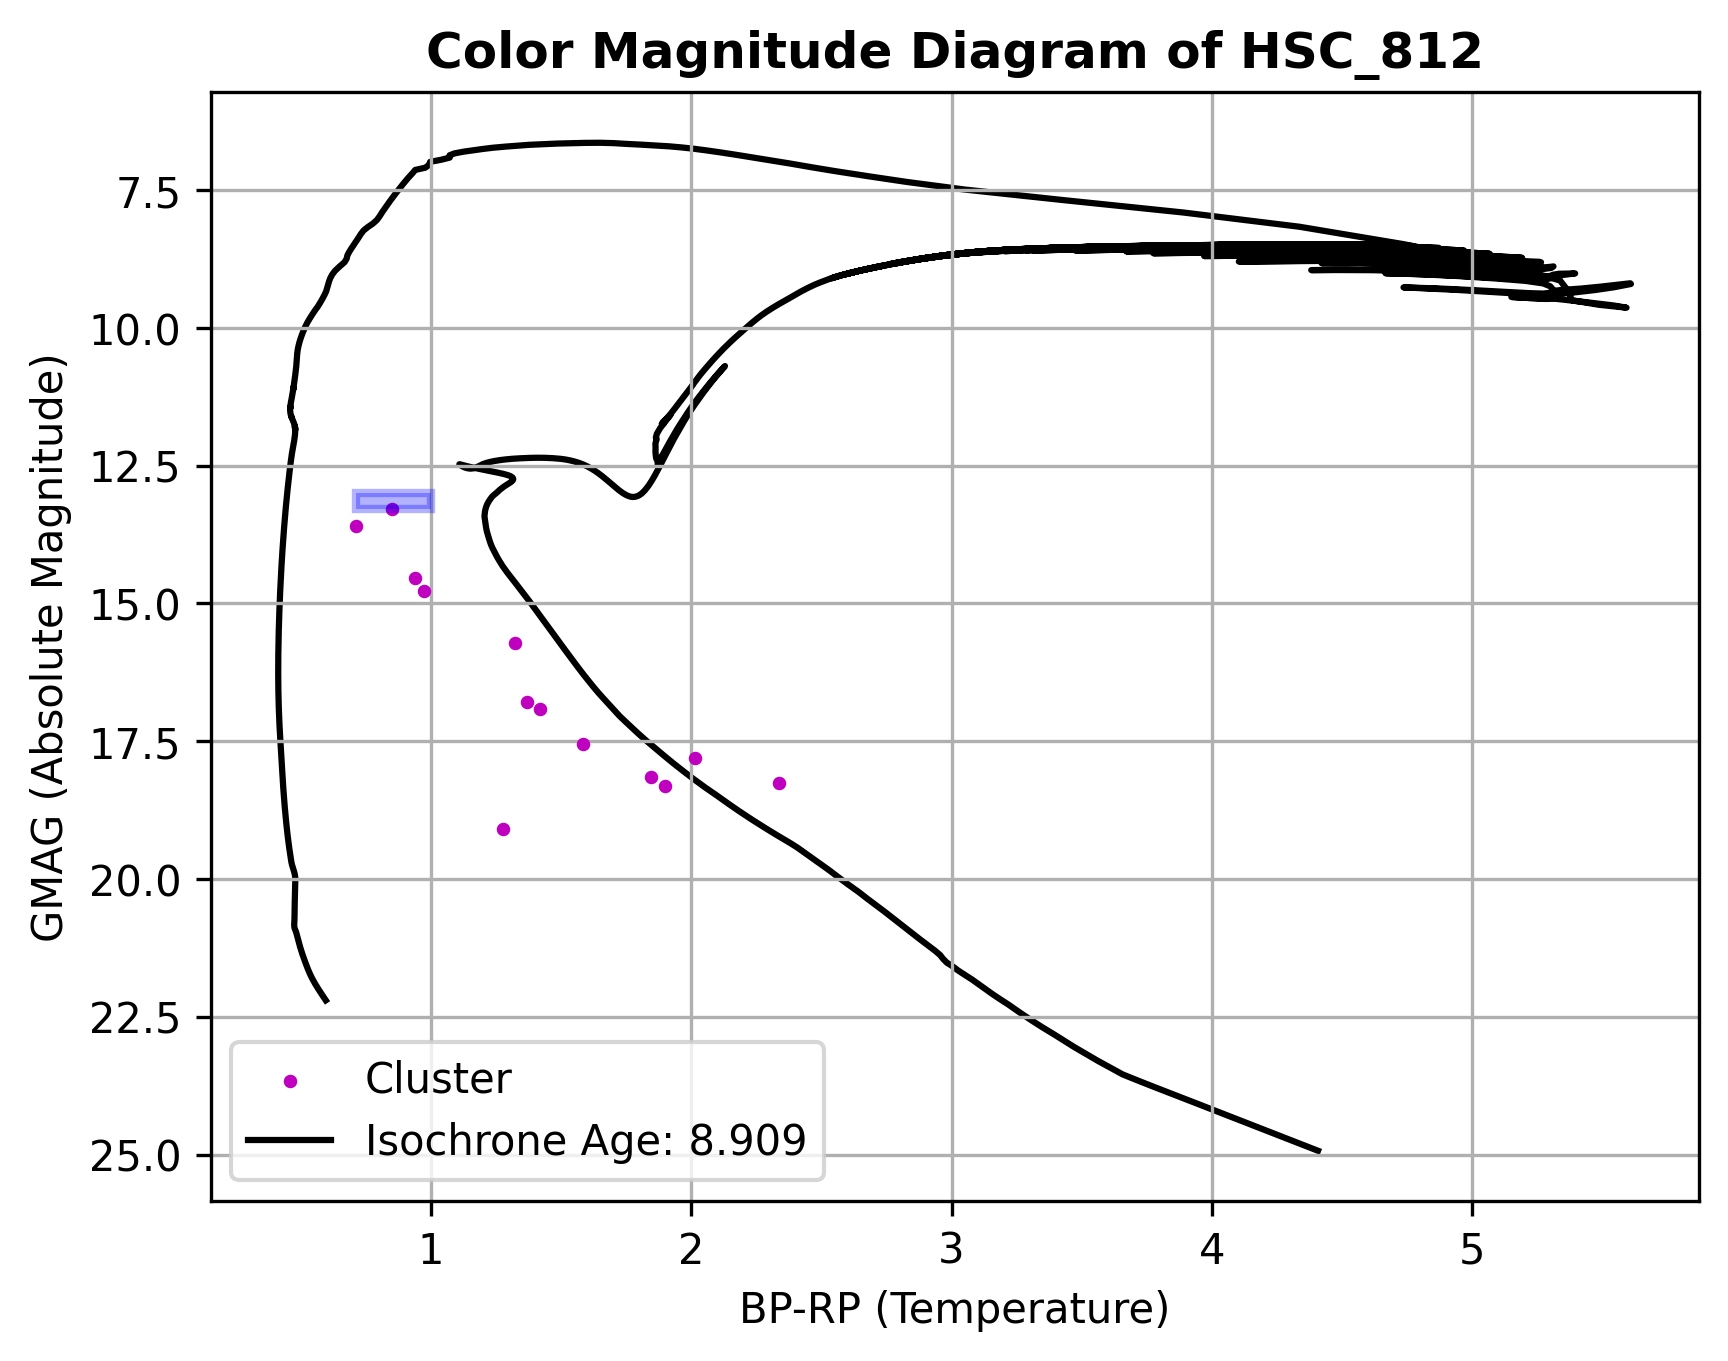 Color Magnitude Diagram of HSC_812
GMAG (Absolute Magnitude)
7.5
10.0
12.5
15.0
17.5
20.0
22.5
25.0
Cluster
Isochrone Age: 8.909
1 2 3 4 5
BP-RP (Temperature)